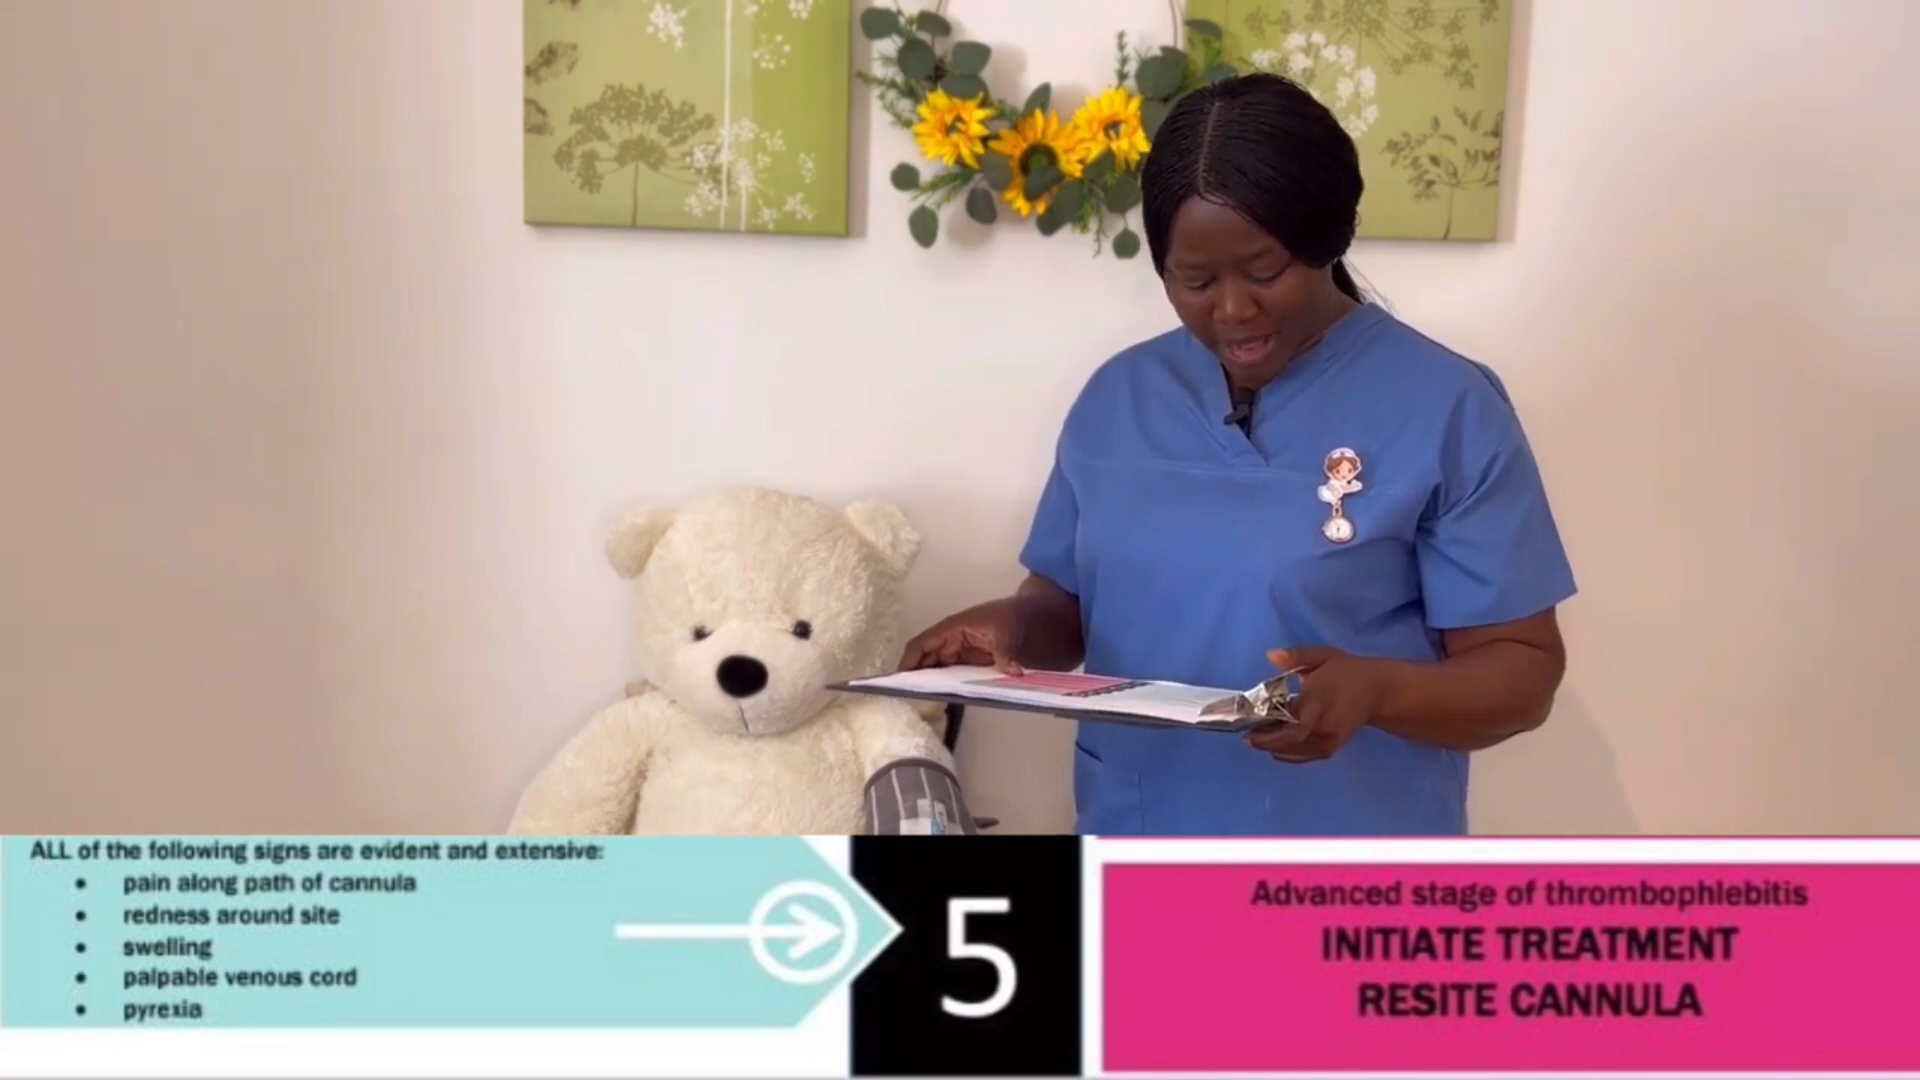 ALL of the following signs are evident and extensive:
• pain along path of cannula
• redness around site
• swelling
• palpable venous cord
• pyrexia
5
Advanced stage of thrombophlebitis
INITIATE TREATMENT
RESITE CANNULA